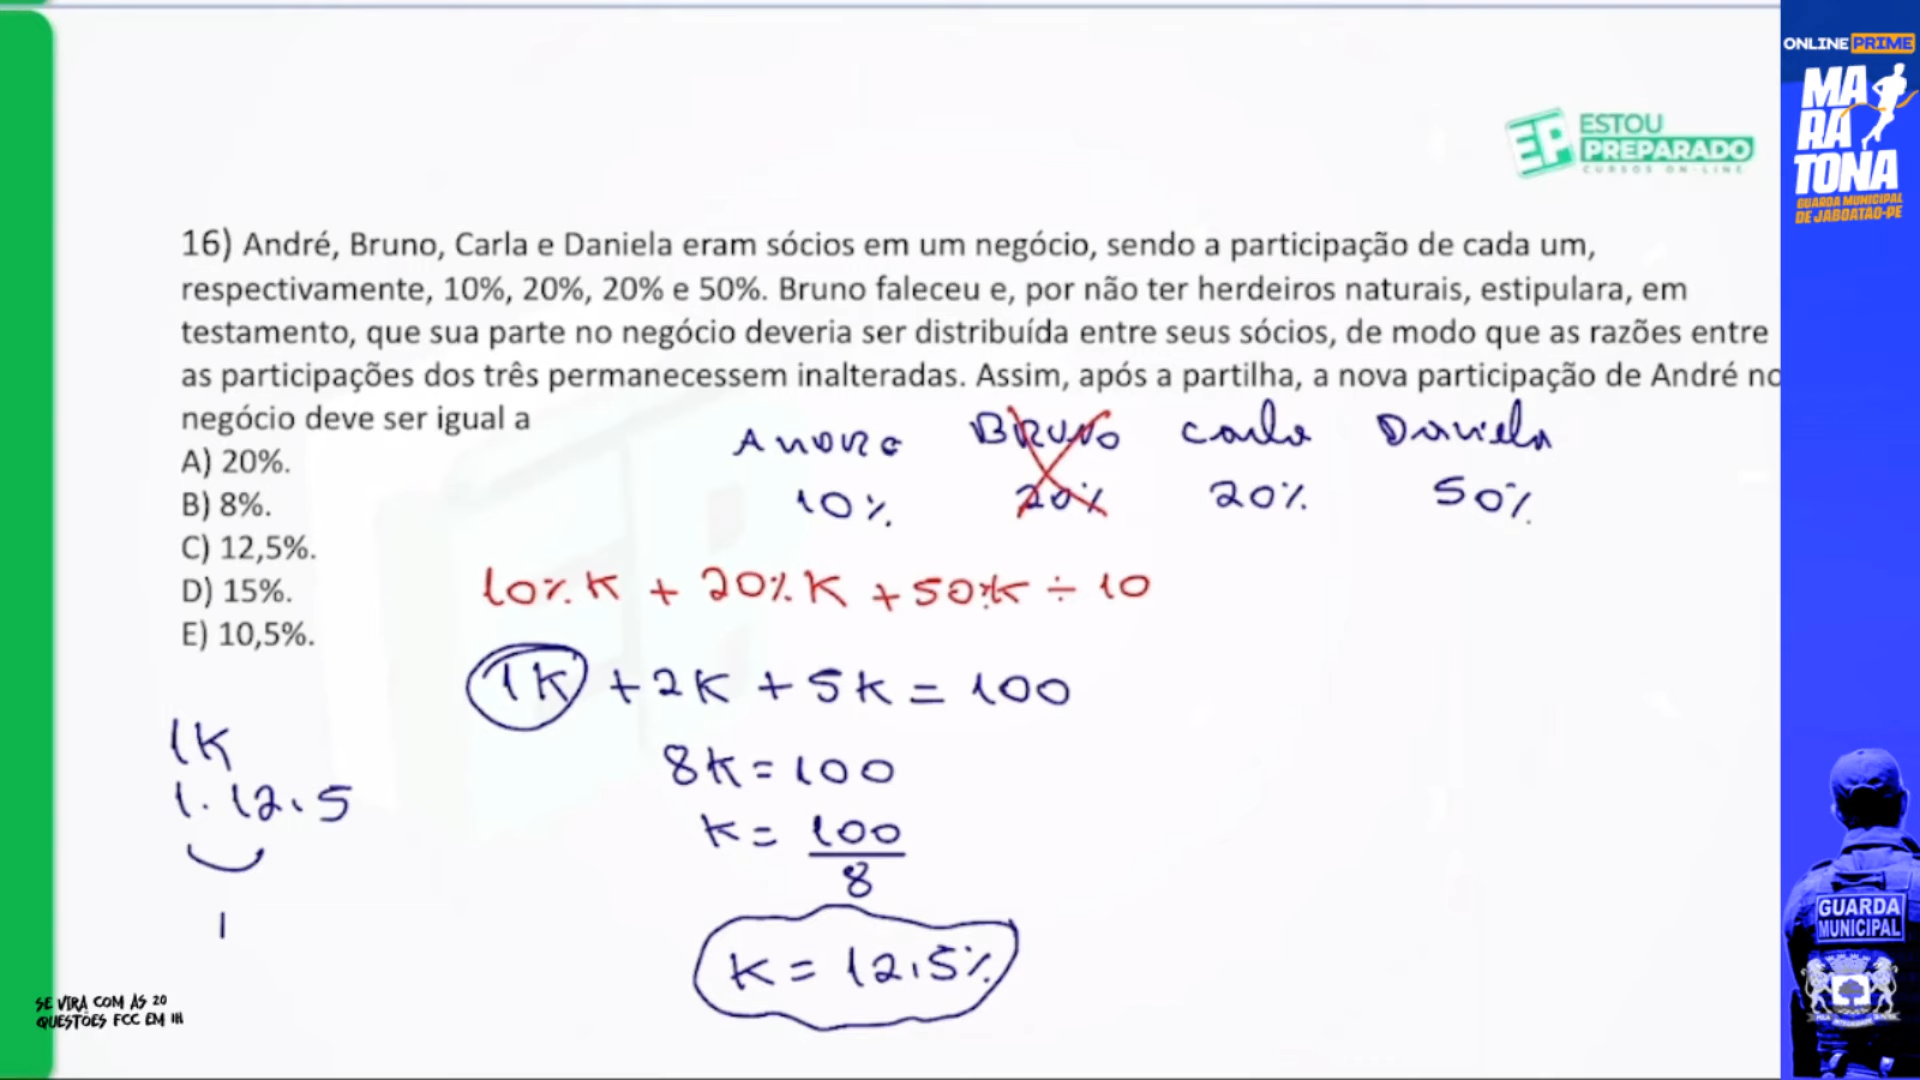 ONLINE PRIME
MA
RA
TONA
GUARDA MUNICIPAL
DE JABOATÃO-PE
EP ESTOU
PREPARADO
CURSOS ON-LINE
16) André, Bruno, Carla e Daniela eram sócios em um negócio, sendo a participação de cada um,
respectivamente, 10%, 20%, 20% e 50%. Bruno faleceu e, por não ter herdeiros naturais, estipulara, em
testamento, que sua parte no negócio deveria ser distribuída entre seus sócios, de modo que as razões entre
as participações dos três permanecessem inalteradas. Assim, após a partilha, a nova participação de André no
negócio deve ser igual a
A) 20%.
B) 8%.
C) 12,5%.
D) 15%.
E) 10,5%.
Andre BRUNO Carla Daniela
10% 20% 20% 50%
10%.K + 20%.K + 50%K ÷ 10
1K + 2K + 5K = 100
8K = 100
K = 100
8
K = 12,5%
1K
1.12,5
SE VIRA COM AS 20
QUESTÕES FCC EM 1H
GUARDA
MUNICIPAL